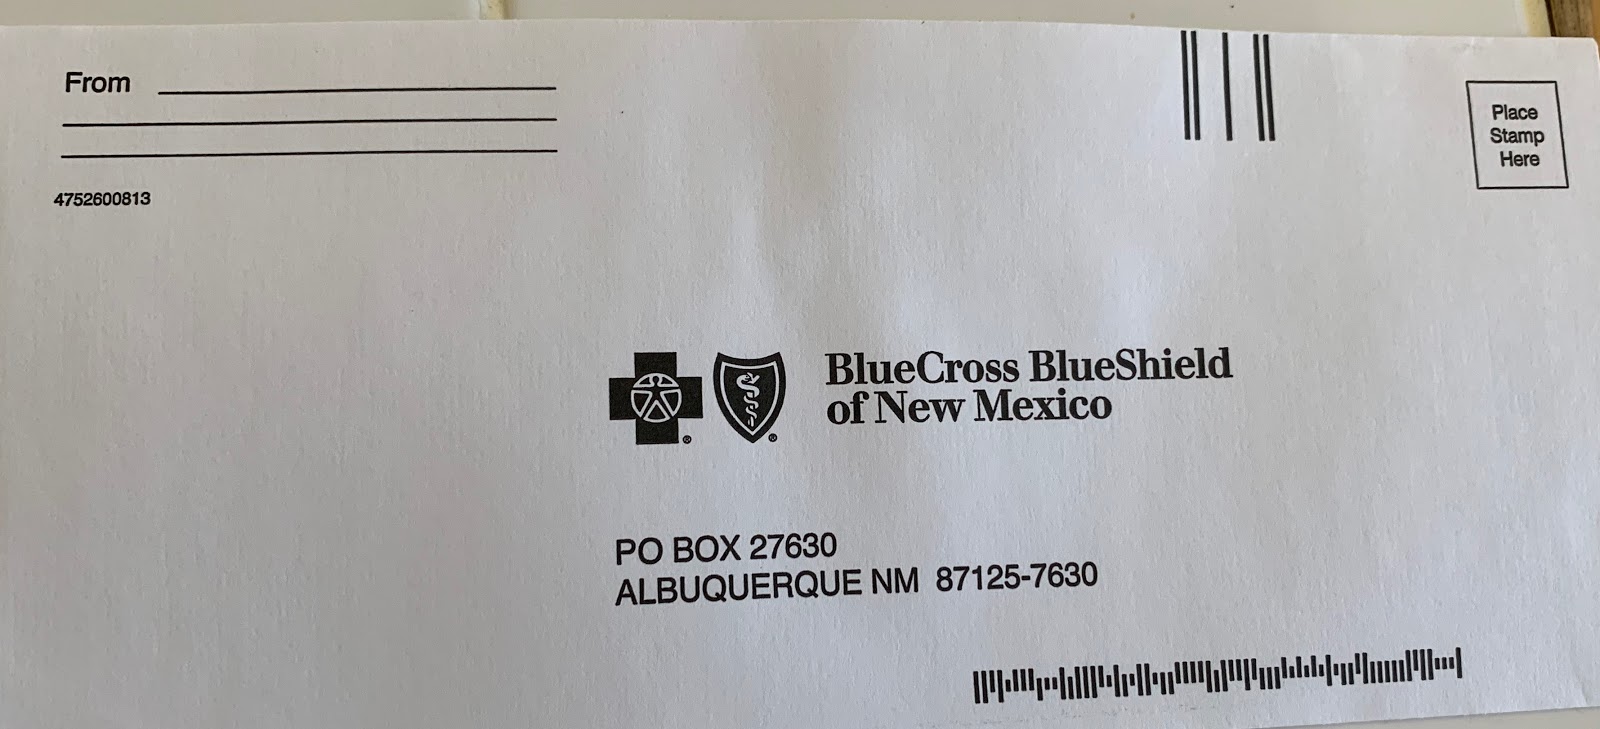 From
Place
Stamp
Here
4752600813
BlueCross BlueShield
of New Mexico
PO BOX 27630
ALBUQUERQUE NM 87125-7630